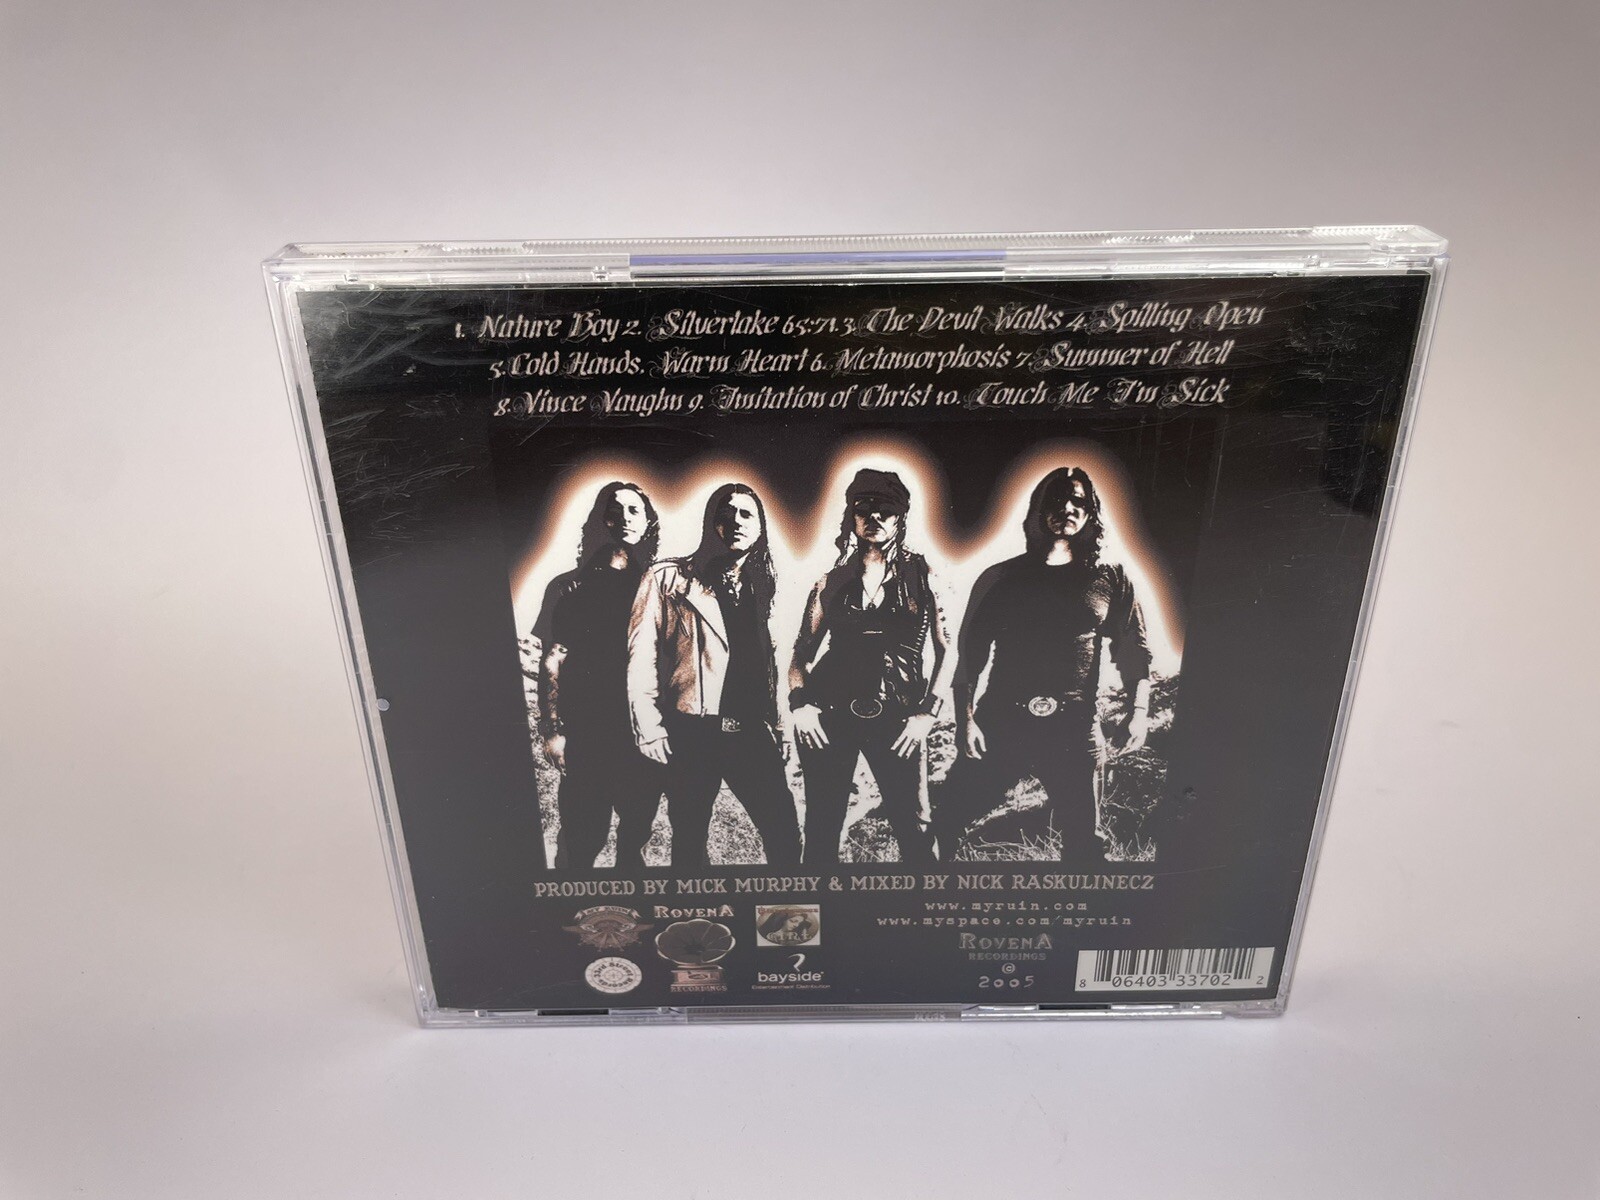 1. Nature Boy 2. Silverlake 65:71. 3. The Devil Walks 4. Spilling Open
5. Cold Hands. Warm Heart 6. Metamorphosis 7. Summer of Hell
8. Vince Vaughn 9. Imitation of Christ 10. Touch Me I'm Sick
PRODUCED BY MICK MURPHY & MIXED BY NICK RASKULINECZ
www.myruin.com
www.myspace.com/myruin
ROVENA
RECORDINGS
bayside
Entertainment Distribution
ROVENA
RECORDINGS
©
2005
8 06403 33702 2